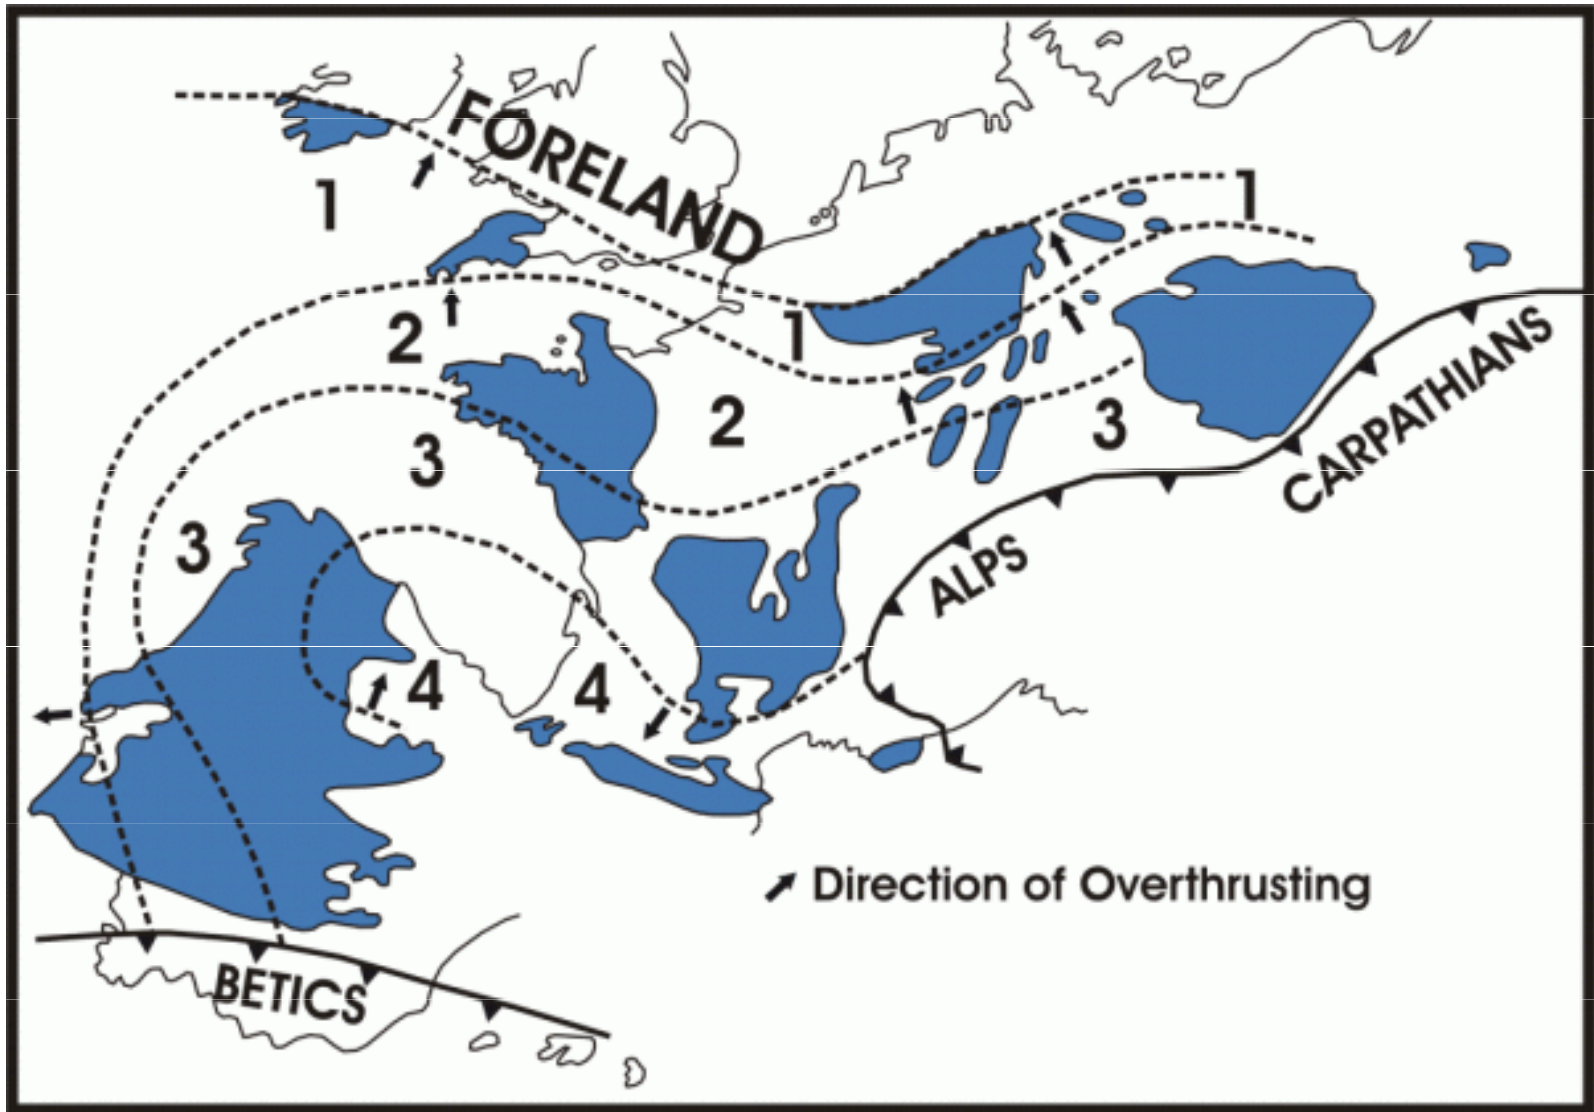 FORELAND
1
1
2
1
2
3
3
CARPATHIANS
3
ALPS
4
4
Direction of Overthrusting
BETICS